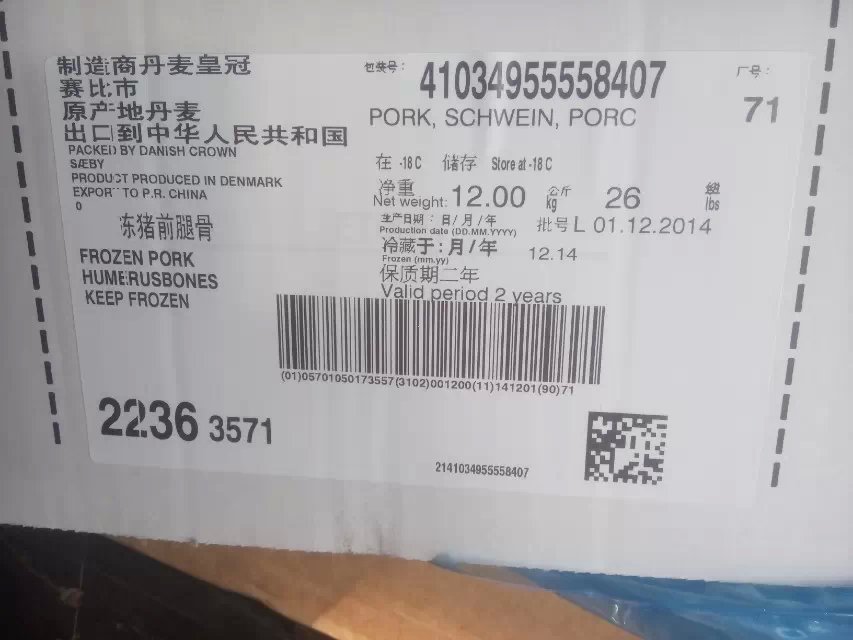 制造商丹麦皇冠
赛比市
原产地丹麦
出口到中华人民共和国
PACKED BY DANISH CROWN
SÆBY
PRODUCT PRODUCED IN DENMARK
EXPORT TO P.R. CHINA
0
冻猪前腿骨
FROZEN PORK
HUMERUSBONES
KEEP FROZEN
包装号: 41034955558407
厂号: 71
PORK, SCHWEIN, PORC
在 -18 C 储存 Store at -18 C
净重 公斤 磅
Net weight: 12.00 kg 26 lbs
生产日期: 日/月/年 批号 L 01.12.2014
Production date (DD.MM.YYYY)
冷藏于:月/年 12.14
Frozen (mm.yy)
保质期二年
Valid period 2 years
(01)05701050173557(3102)001200(11)141201(90)71
2236 3571
2141034955558407